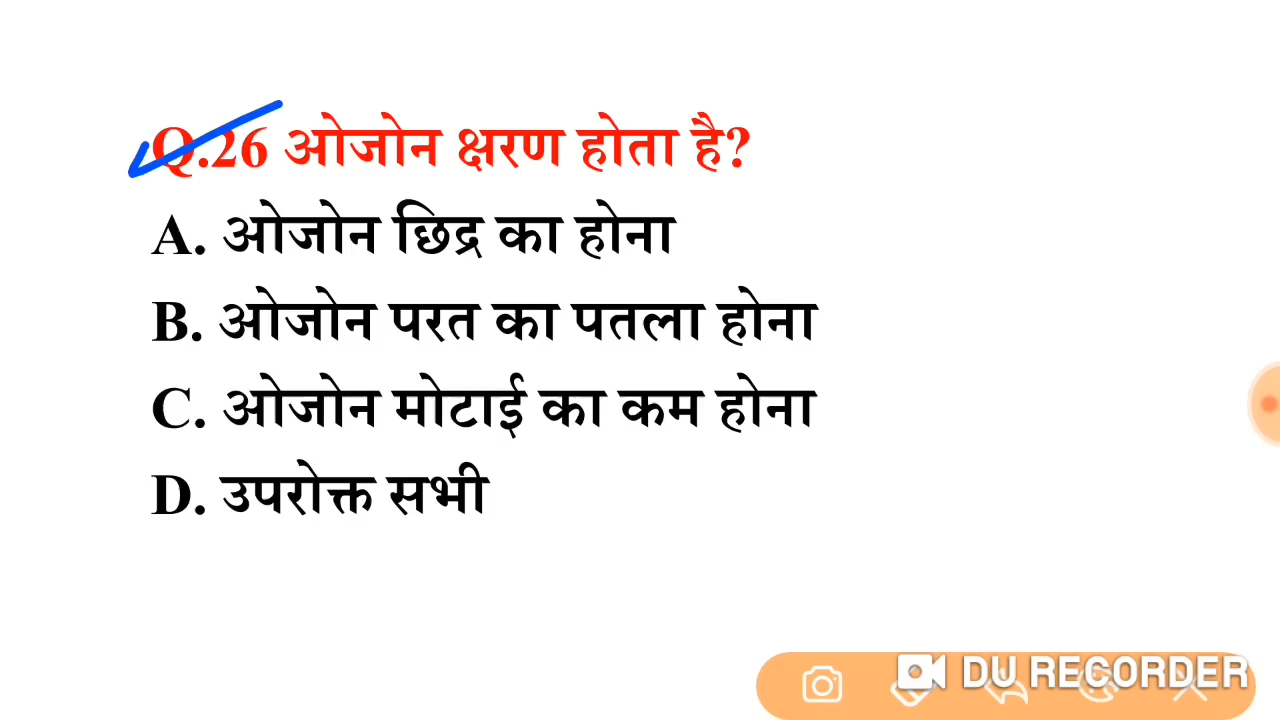 Q.26 ओजोन क्षरण होता है?
A. ओजोन छिद्र का होना
B. ओजोन परत का पतला होना
C. ओजोन मोटाई का कम होना
D. उपरोक्त सभी
DU RECORDER